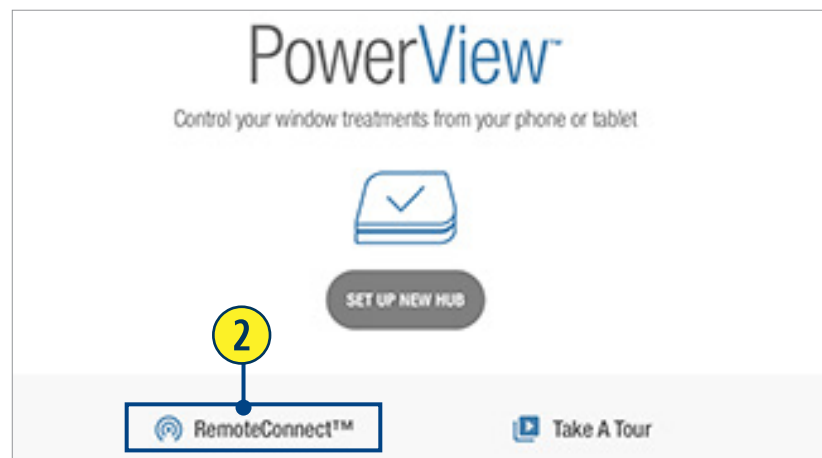 PowerView™
Control your window treatments from your phone or tablet
SET UP NEW HUB
2
RemoteConnect™ Take A Tour